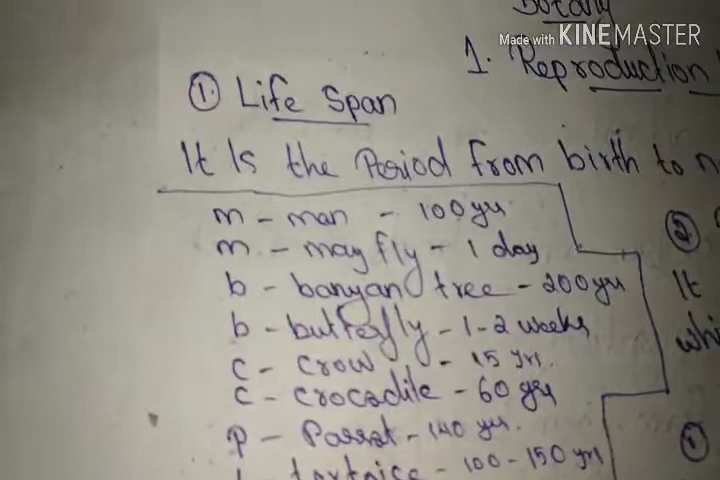 Botany
Made with KINEMASTER
1. Reproduction
① Life Span
It Is the Period from birth to n
m - man - 100 yrs
m - may fly - 1 day
b - banyan tree - 200 yrs
b - butterfly - 1-2 weeks
c - crow - 15 yrs.
c - crocadile - 60 yrs
p - Parrot - 140 yrs.
t - tortoise - 100 - 150 yrs
②
It
whi